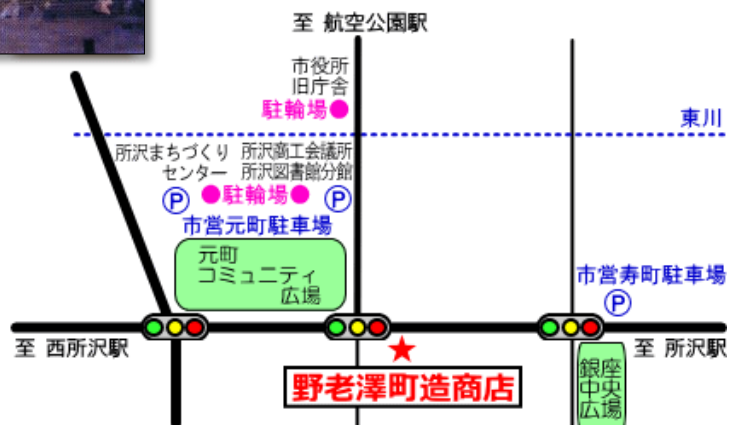 至 航空公園駅
市役所
旧庁舎
駐輪場
東川
所沢まちづくり
センター
所沢商工会議所
所沢図書館分館
P
駐輪場
P
市営元町駐車場
元町
コミュニティ
広場
市営寿町駐車場
P
至 西所沢駅
至 所沢駅
野老澤町造商店
銀座
中央
広場